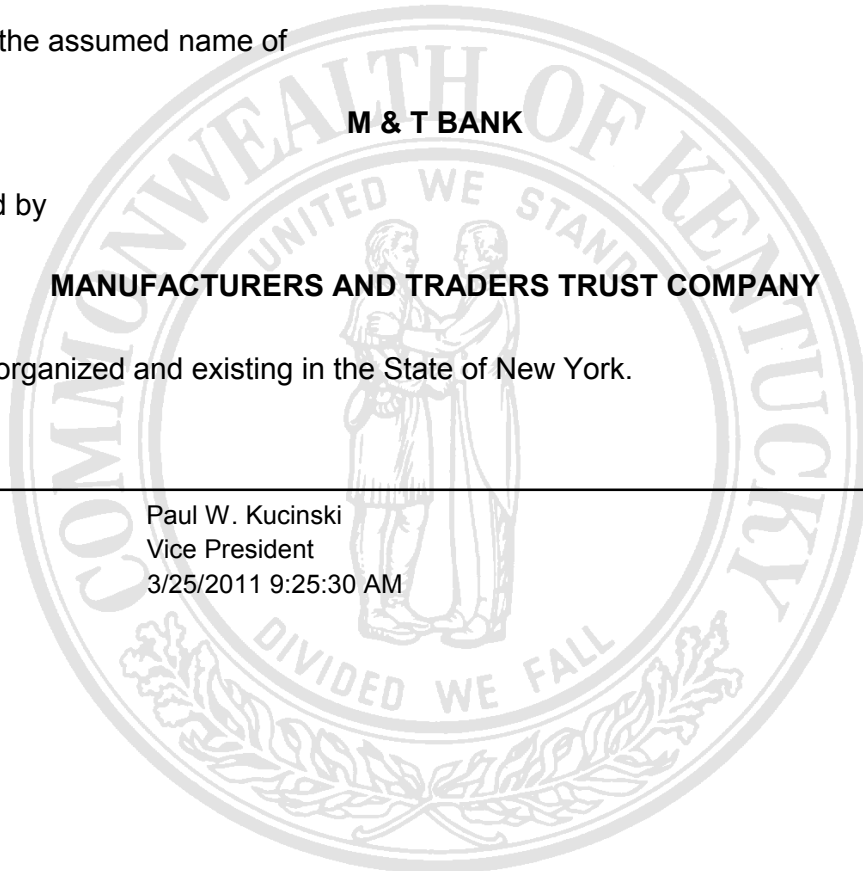 the assumed name of
M & T BANK
d by
MANUFACTURERS AND TRADERS TRUST COMPANY
organized and existing in the State of New York.
Paul W. Kucinski
Vice President
3/25/2011 9:25:30 AM
COMMONWEALTH OF KENTUCKY
UNITED WE STAND
DIVIDED WE FALL